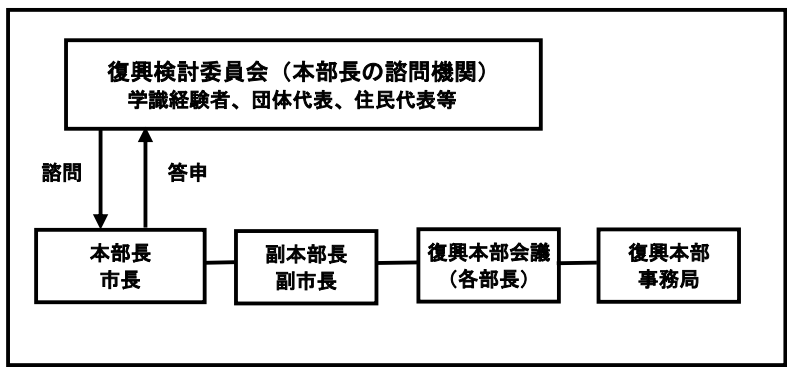 復興検討委員会（本部長の諮問機関）
学識経験者、団体代表、住民代表等
諮問
答申
本部長
市長
副本部長
副市長
復興本部会議
（各部長）
復興本部
事務局